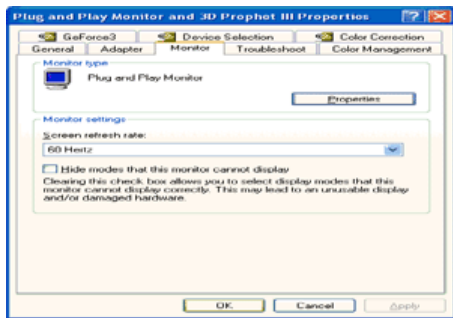 Plug and Play Monitor and 3D Prophet III Properties
GeForce3 Device Selection Color Correction
General Adapter Monitor Troubleshoot Color Management
Monitor type
Plug and Play Monitor
Properties
Monitor settings
Screen refresh rate:
60 Hertz
Hide modes that this monitor cannot display
Clearing this check box allows you to select display modes that this
monitor cannot display correctly. This may lead to an unusable display
and/or damaged hardware.
OK Cancel Apply